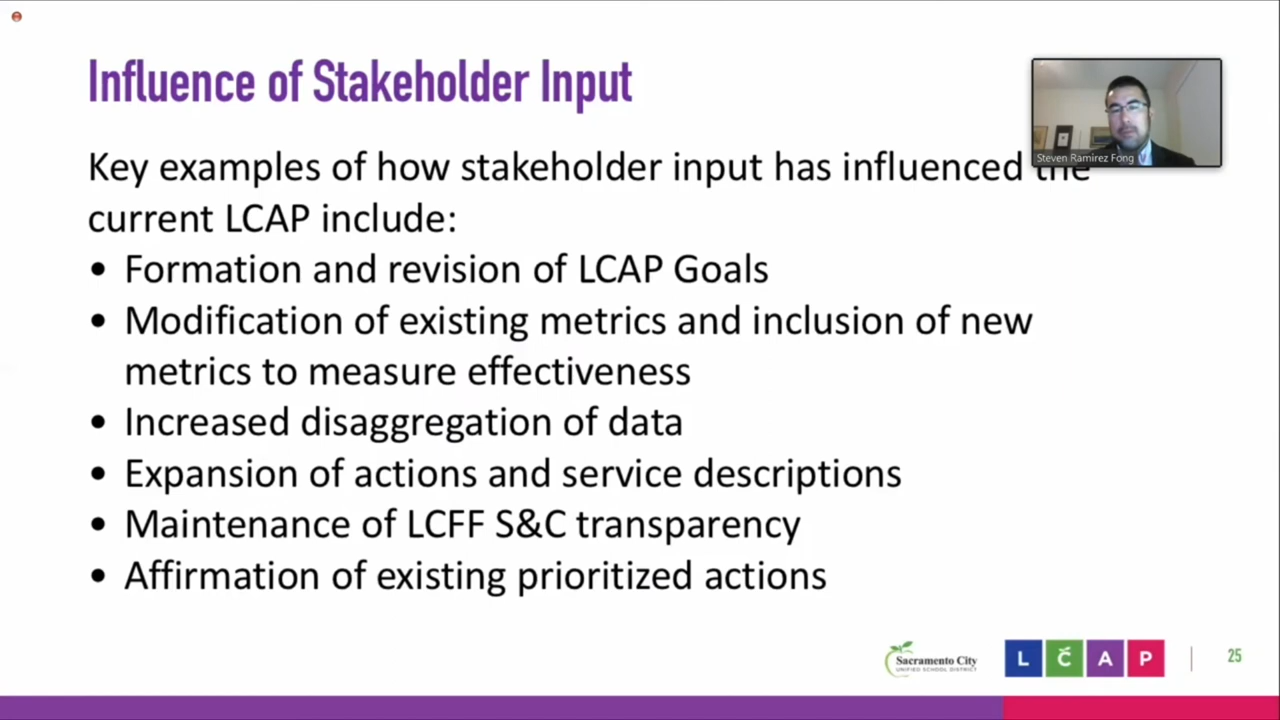 Influence of Stakeholder Input
Steven Ramirez Fong
Key examples of how stakeholder input has influenced the
current LCAP include:
• Formation and revision of LCAP Goals
• Modification of existing metrics and inclusion of new
metrics to measure effectiveness
• Increased disaggregation of data
• Expansion of actions and service descriptions
• Maintenance of LCFF S&C transparency
• Affirmation of existing prioritized actions
Sacramento City
UNIFIED SCHOOL DISTRICT
L Č A P
25